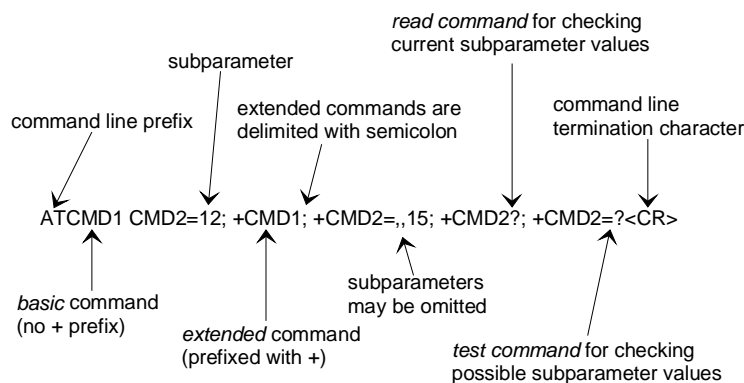 read command for checking
current subparameter values
subparameter
extended commands are
delimited with semicolon
command line
termination character
command line prefix
ATCMD1 CMD2=12; +CMD1; +CMD2=,,15; +CMD2?; +CMD2=?<CR>
basic command
(no + prefix)
extended command
(prefixed with +)
subparameters
may be omitted
test command for checking
possible subparameter values